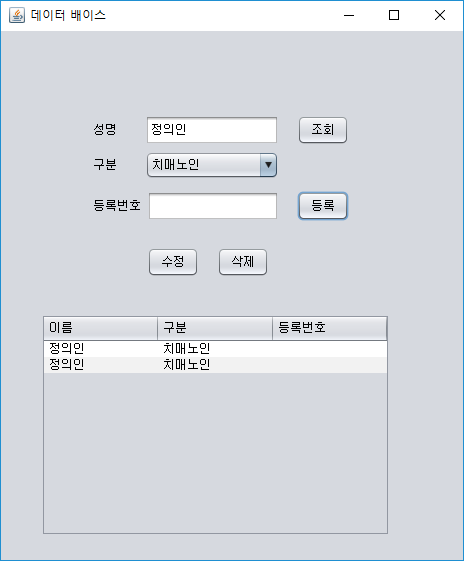 데이터 배이스
성명 정의인 조회
구분 치매노인
등록번호 등록
수정 삭제
이름 구분 등록번호
정의인 치매노인
정의인 치매노인